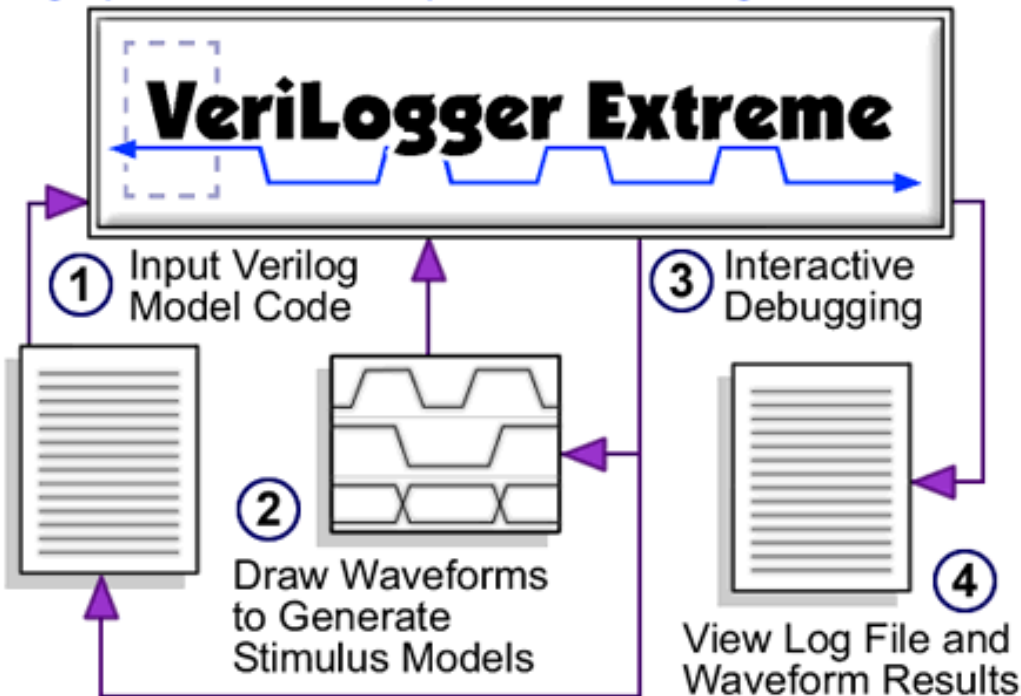 VeriLogger Extreme
1
Input Verilog
Model Code
2
Draw Waveforms
to Generate
Stimulus Models
3
Interactive
Debugging
4
View Log File and
Waveform Results